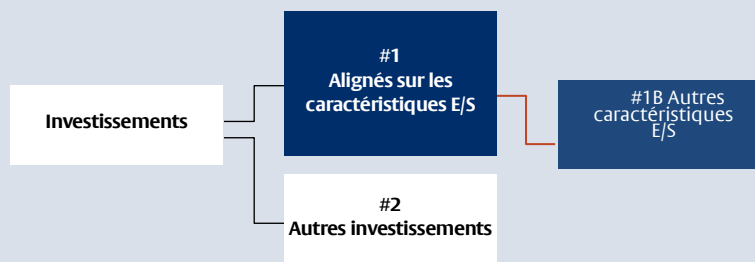 Investissements
#1
Alignés sur les
caractéristiques E/S
#1B Autres
caractéristiques
E/S
#2
Autres investissements